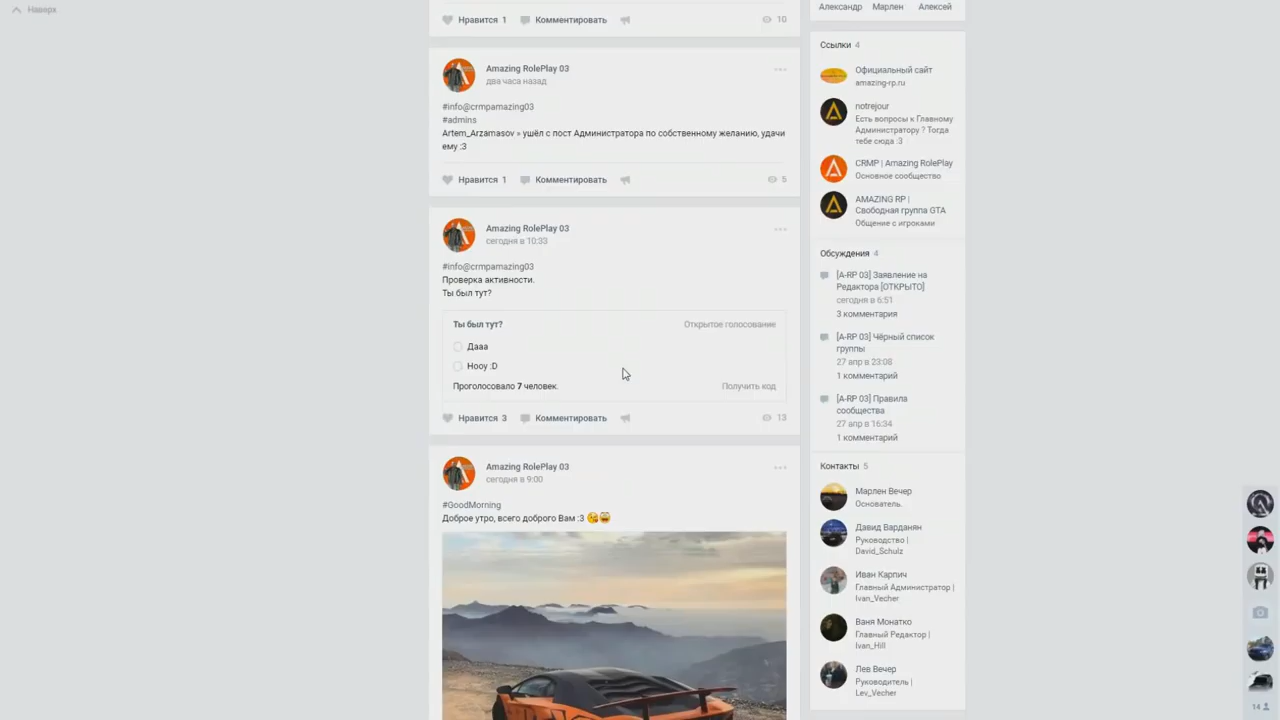 Наверх
Нравится 1 Комментировать 10
Amazing RolePlay 03
два часа назад
#info@crmpamazing03
#admins
Artem_Arzamasov » ушёл с пост Администратора по собственному желанию, удачи
ему :3
Нравится 1 Комментировать 5
Amazing RolePlay 03
сегодня в 10:33
#info@crmpamazing03
Проверка активности.
Ты был тут?
Ты был тут? Открытое голосование
Дааа
Нооу :D
Проголосовало 7 человек. Получить код
Нравится 3 Комментировать 13
Amazing RolePlay 03
сегодня в 9:00
#GoodMorning
Доброе утро, всего доброго Вам :3
Александр Марлен Алексей
Ссылки 4
Официальный сайт
amazing-rp.ru
notrejour
Есть вопросы к Главному
Администратору ? Тогда
тебе сюда :3
CRMP | Amazing RolePlay
Основное сообщество
AMAZING RP |
Свободная группа GTA
Общение с игроками
Обсуждения 4
[A-RP 03] Заявление на
Редактора [ОТКРЫТО]
сегодня в 6:51
3 комментария
[A-RP 03] Чёрный список
группы
27 апр в 23:08
1 комментарий
[A-RP 03] Правила
сообщества
27 апр в 16:34
1 комментарий
Контакты 5
Марлен Вечер
Основатель.
Давид Варданян
Руководство |
David_Schulz
Иван Карпич
Главный Администратор |
Ivan_Vecher
Ваня Монатко
Главный Редактор |
Ivan_Hill
Лев Вечер
Руководитель |
Lev_Vecher
14